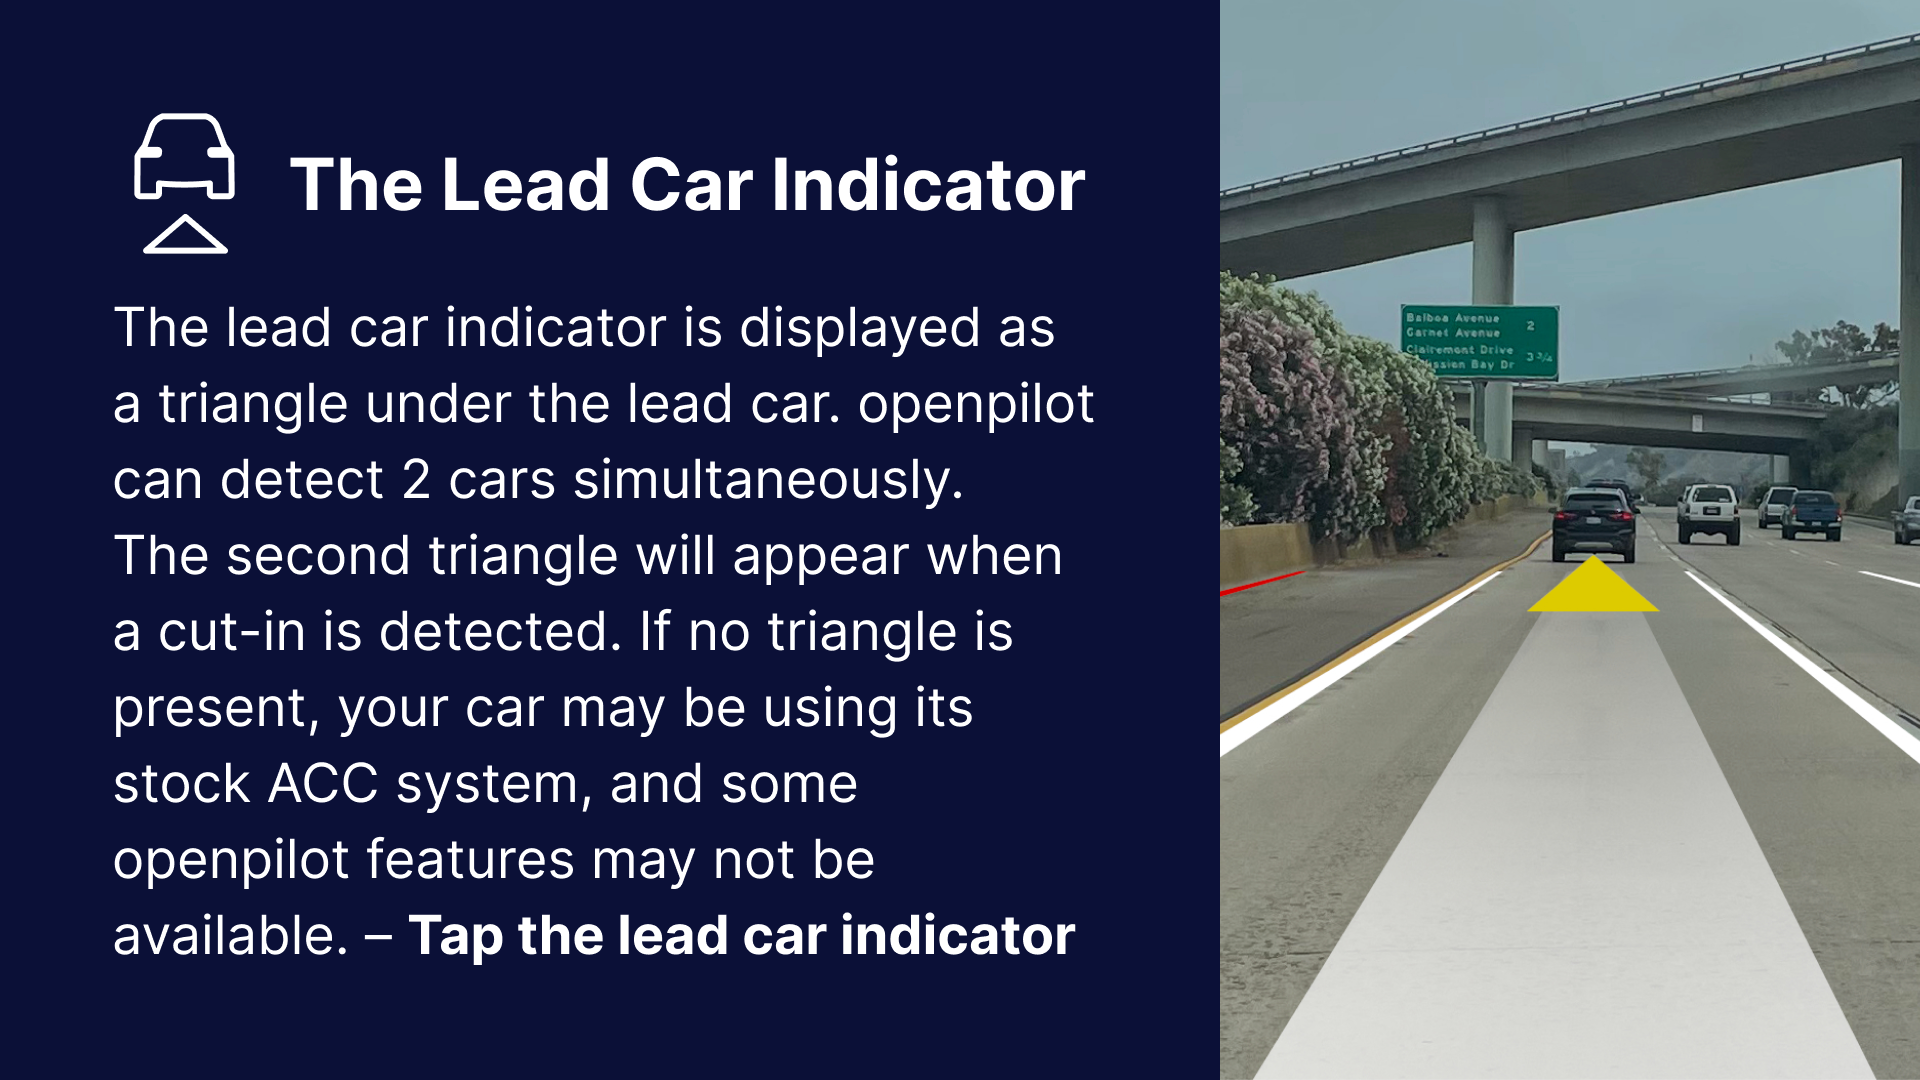 The Lead Car Indicator
The lead car indicator is displayed as
a triangle under the lead car. openpilot
can detect 2 cars simultaneously.
The second triangle will appear when
a cut-in is detected. If no triangle is
present, your car may be using its
stock ACC system, and some
openpilot features may not be
available. – Tap the lead car indicator
Balboa Avenue 2
Garnet Avenue
Clairemont Drive 3 3/4
Bay Dr